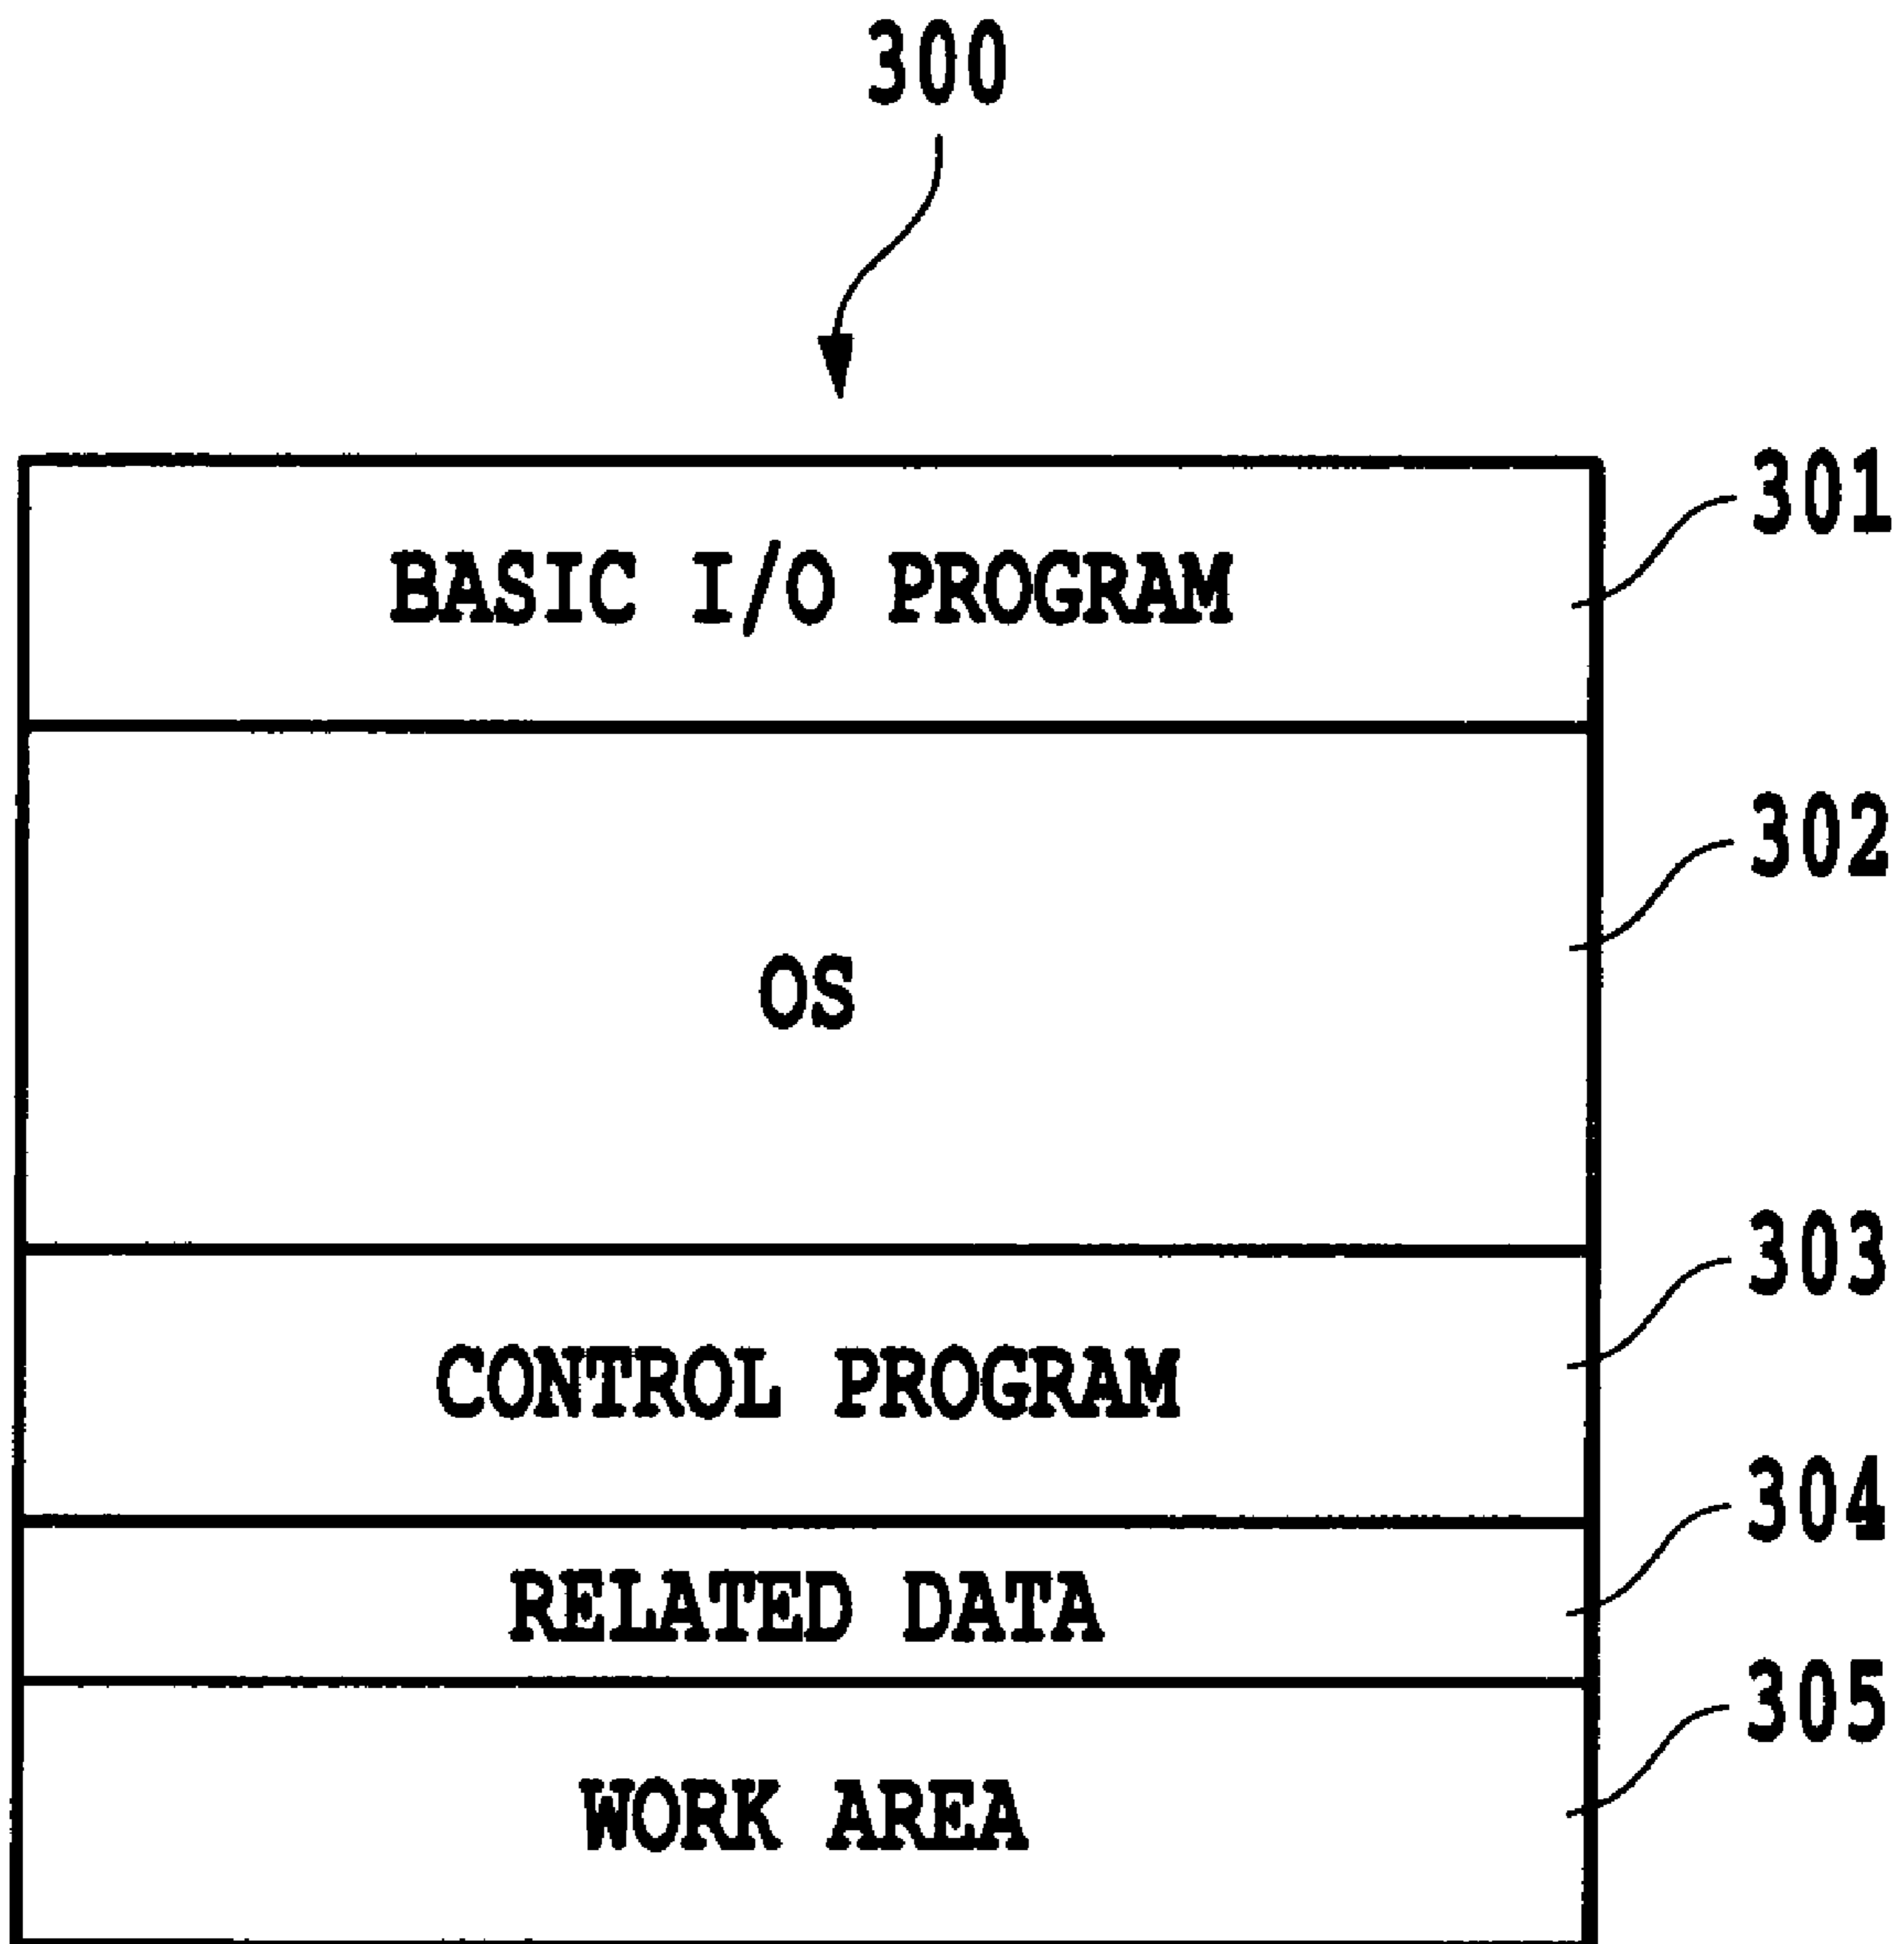 300
BASIC I/O PROGRAM
301
OS
302
CONTROL PROGRAM
303
RELATED DATA
304
WORK AREA
305